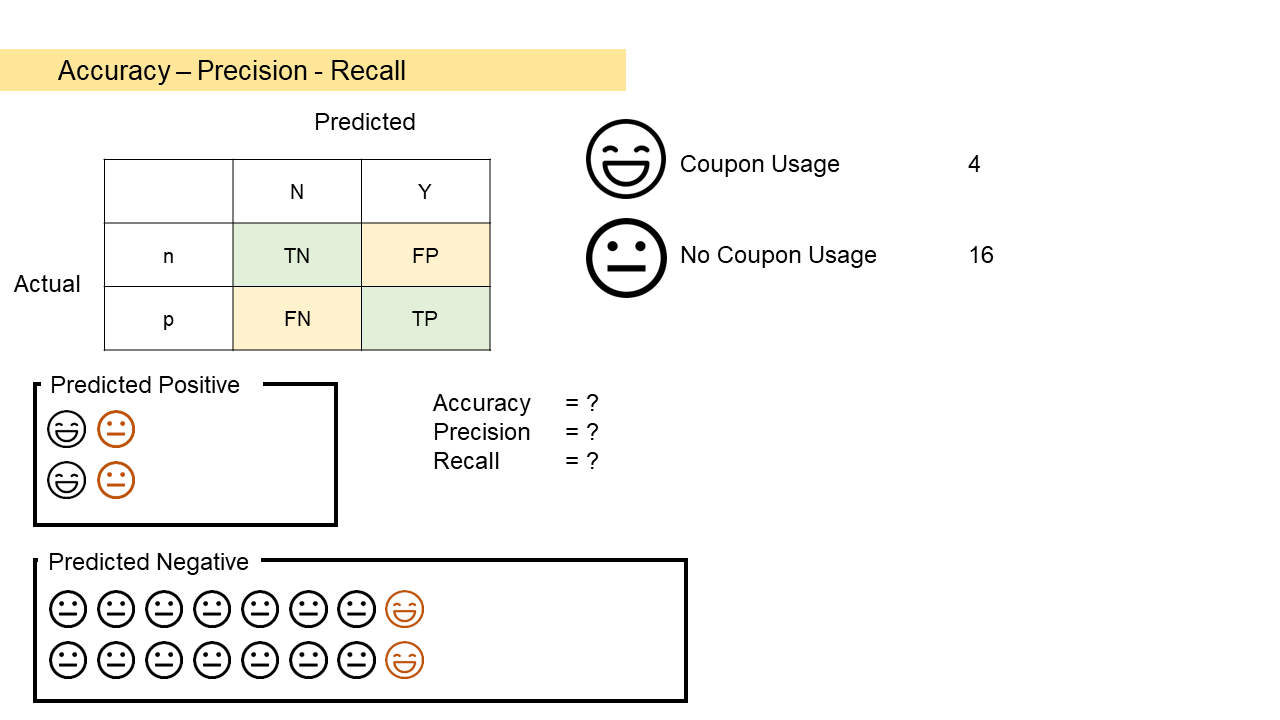 Accuracy – Precision - Recall
Predicted
N Y
n TN FP
Actual
p FN TP
Coupon Usage 4
No Coupon Usage 16
Predicted Positive
Accuracy = ?
Precision = ?
Recall = ?
Predicted Negative